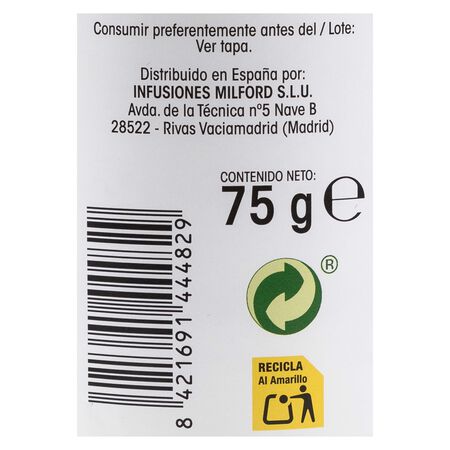 Consumir preferentemente antes del / Lote:
Ver tapa.
Distribuido en España por:
INFUSIONES MILFORD S.L.U.
Avda. de la Técnica nº5 Nave B
28522 - Rivas Vaciamadrid (Madrid)
CONTENIDO NETO:
75 g ℮
®
8 421691 444829
RECICLA
Al Amarillo